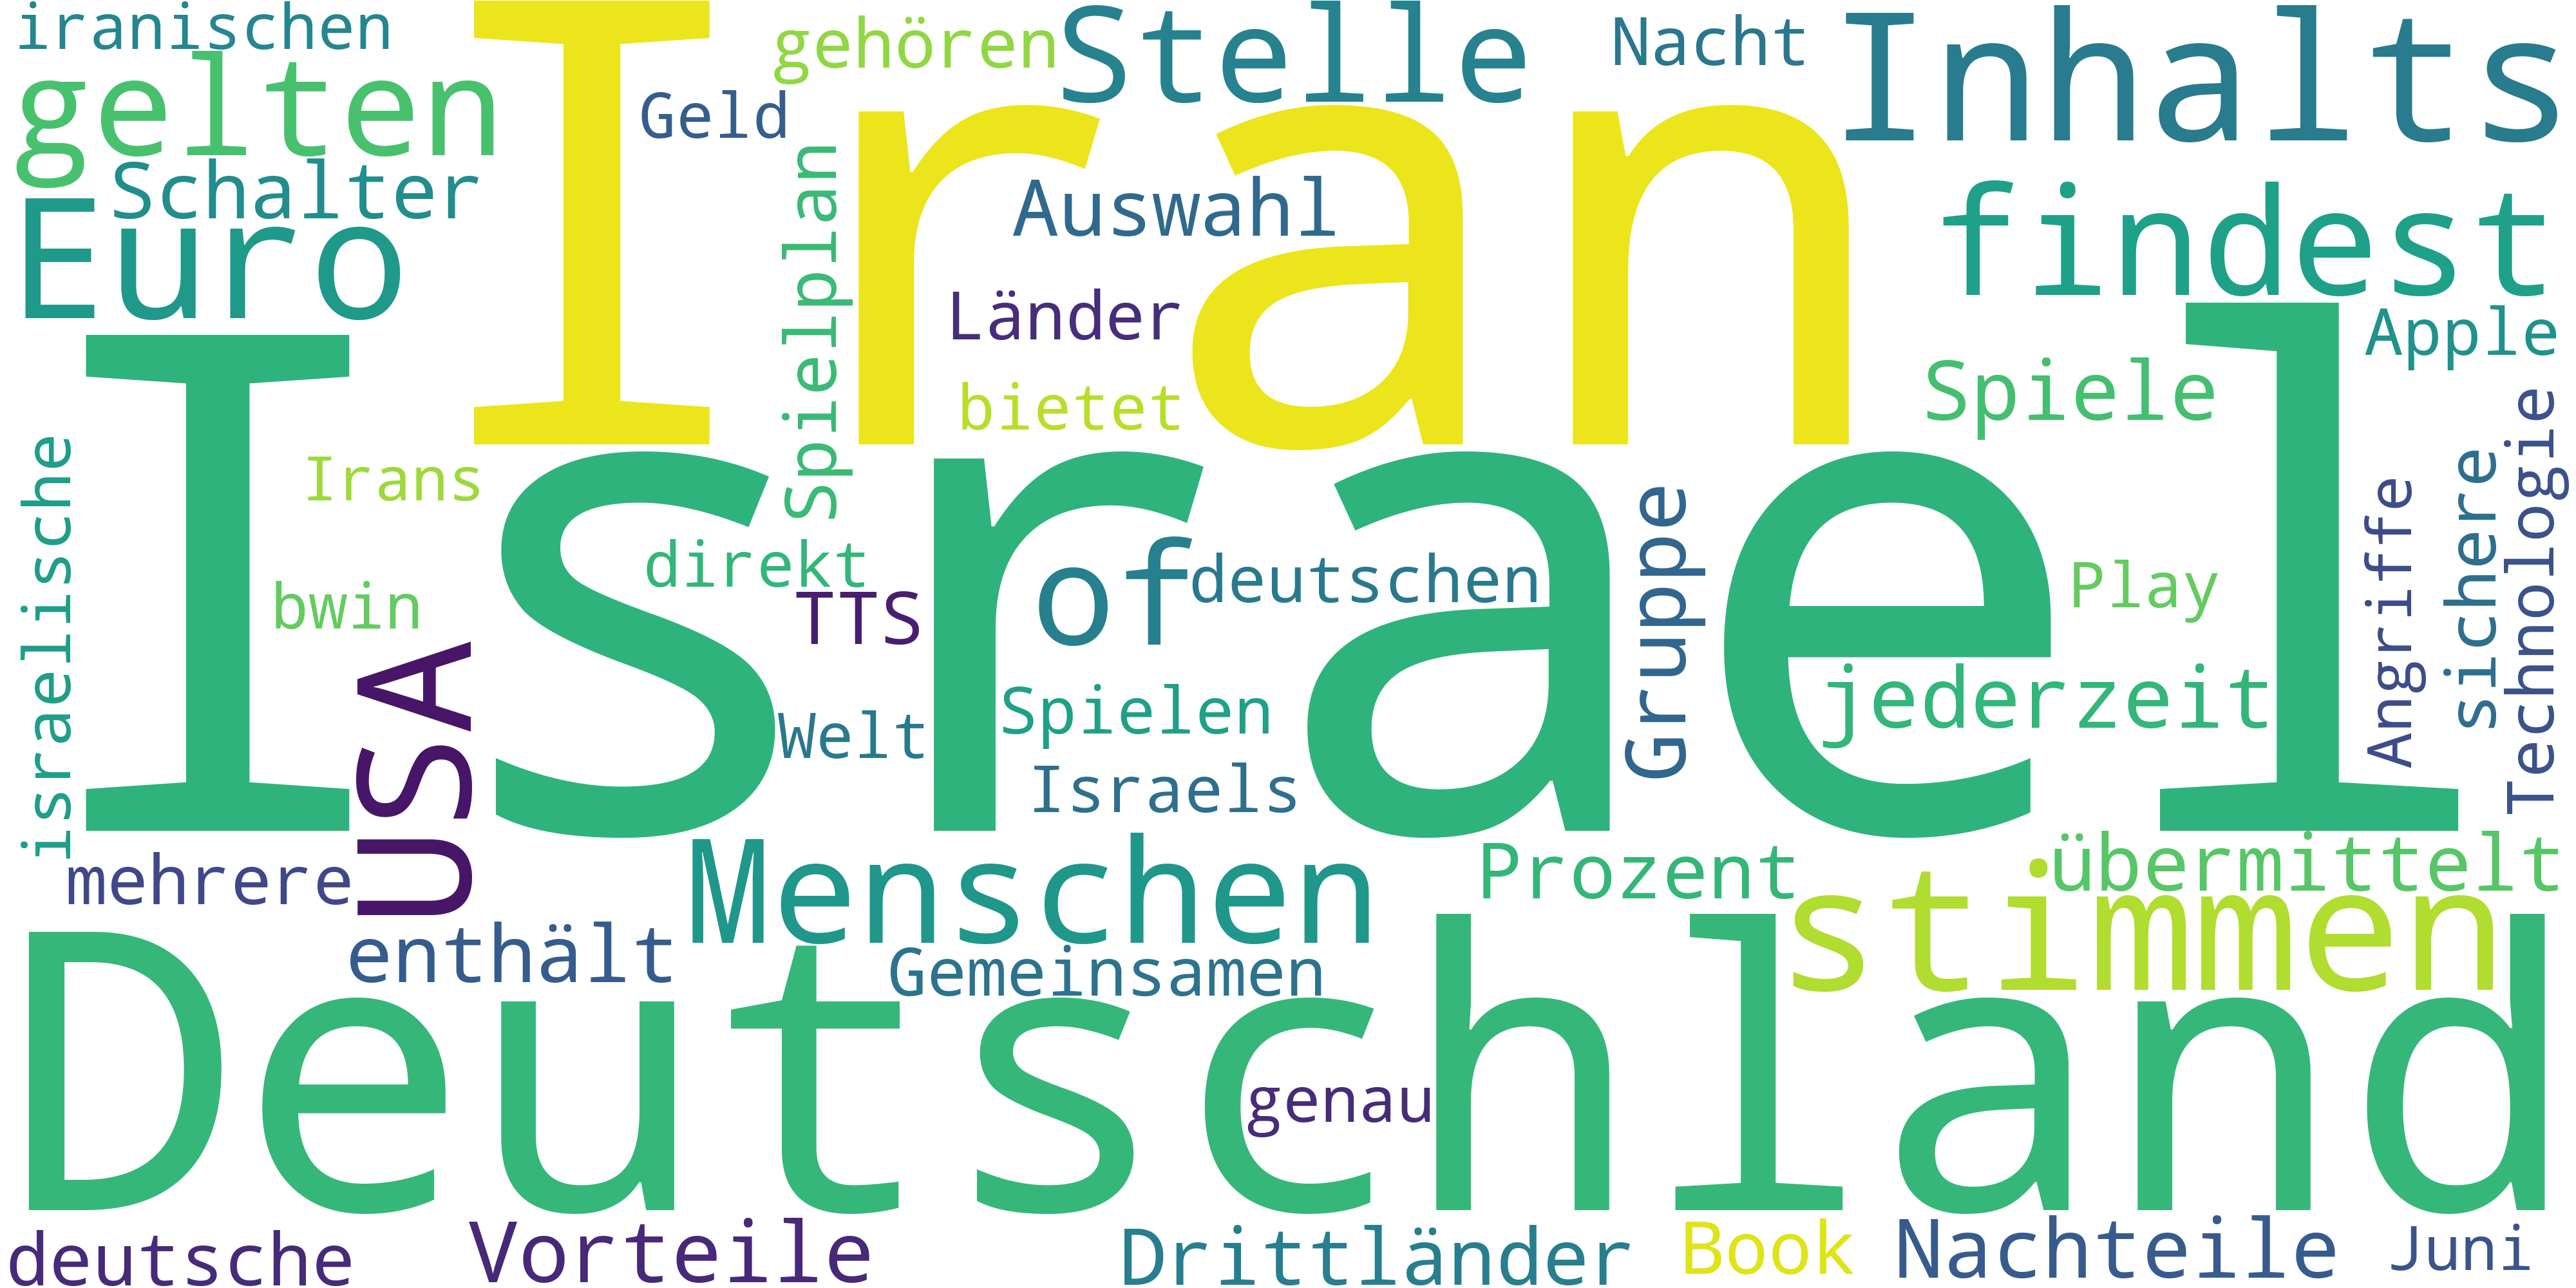 iranischen
Iran
gehören
Stelle
Nacht
Inhalts
gelten
Geld
Schalter
Euro
Spielplan
Auswahl
findest
Länder
Apple
bietet
Spiele
Israel
israelische
Irans
Technologie
Angriffe
sichere
Gruppe
direkt
of
deutschen
Play
bwin
TTS
USA
Spielen
jederzeit
Welt
Israels
mehrere
Menschen
Prozent
übermittelt
stimmen
enthält
Gemeinsamen
Deutschland
genau
deutsche
Vorteile
Drittländer
Book
Nachteile
Juni